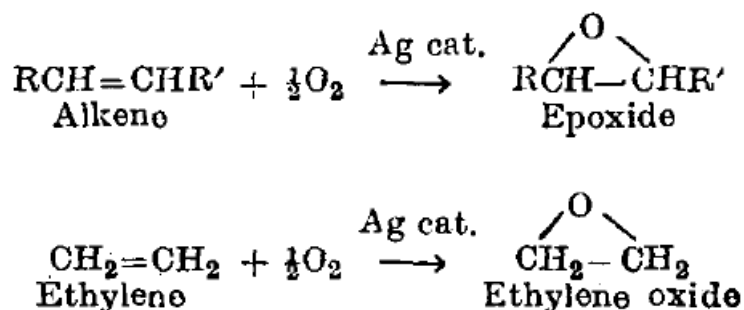 O
Ag cat.
RCH=CHR′ + ½O₂ ⟶ RCH—CHR′
Alkeno Epoxide
O
Ag cat.
CH₂=CH₂ + ½O₂ ⟶ CH₂–CH₂
Ethyleno Ethylene oxide